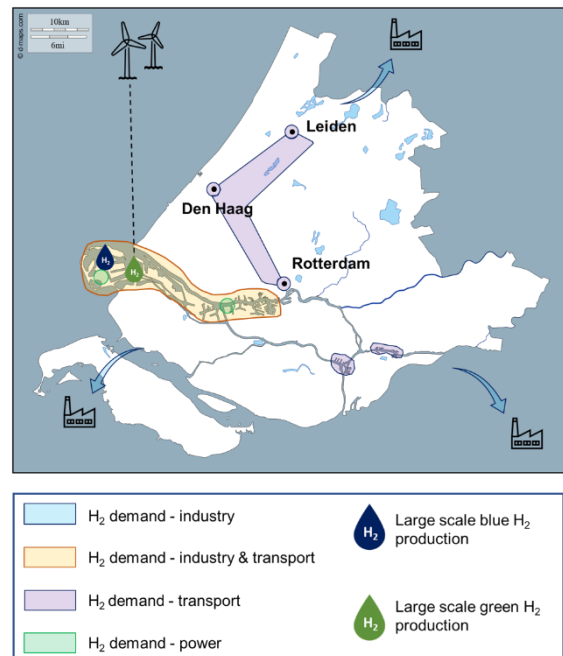 © d-maps.com
10km
6mi
Leiden
Den Haag
Rotterdam
H₂
H₂
H₂ demand - industry
H₂ demand - industry & transport
H₂ demand - transport
H₂ demand - power
H₂
Large scale blue H₂
production
H₂
Large scale green H₂
production